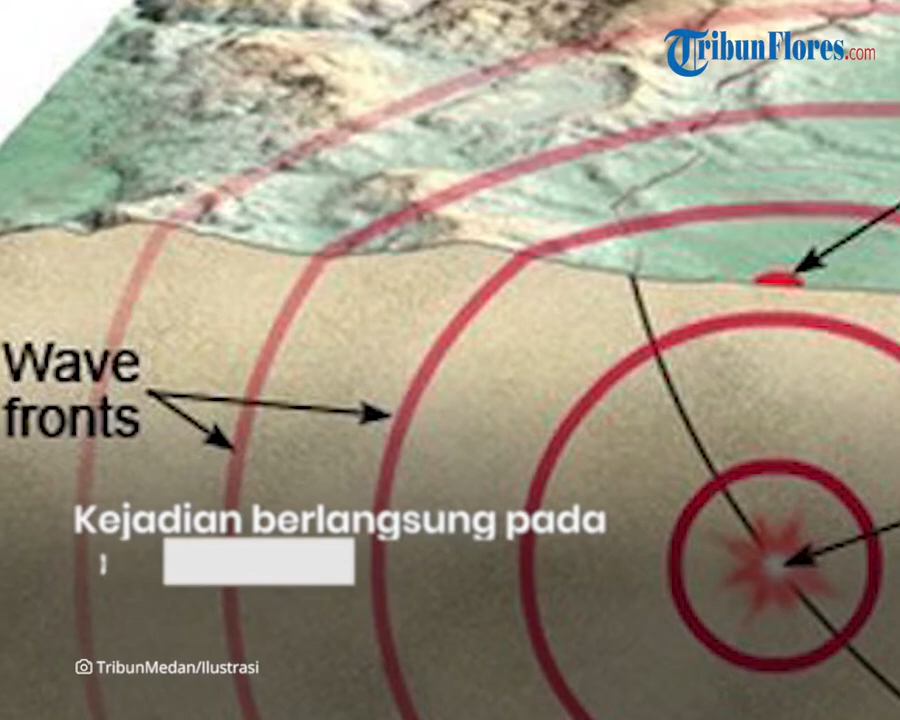 TribunFlores.com
Wave
fronts
Kejadian berlangsung pada
TribunMedan/Ilustrasi